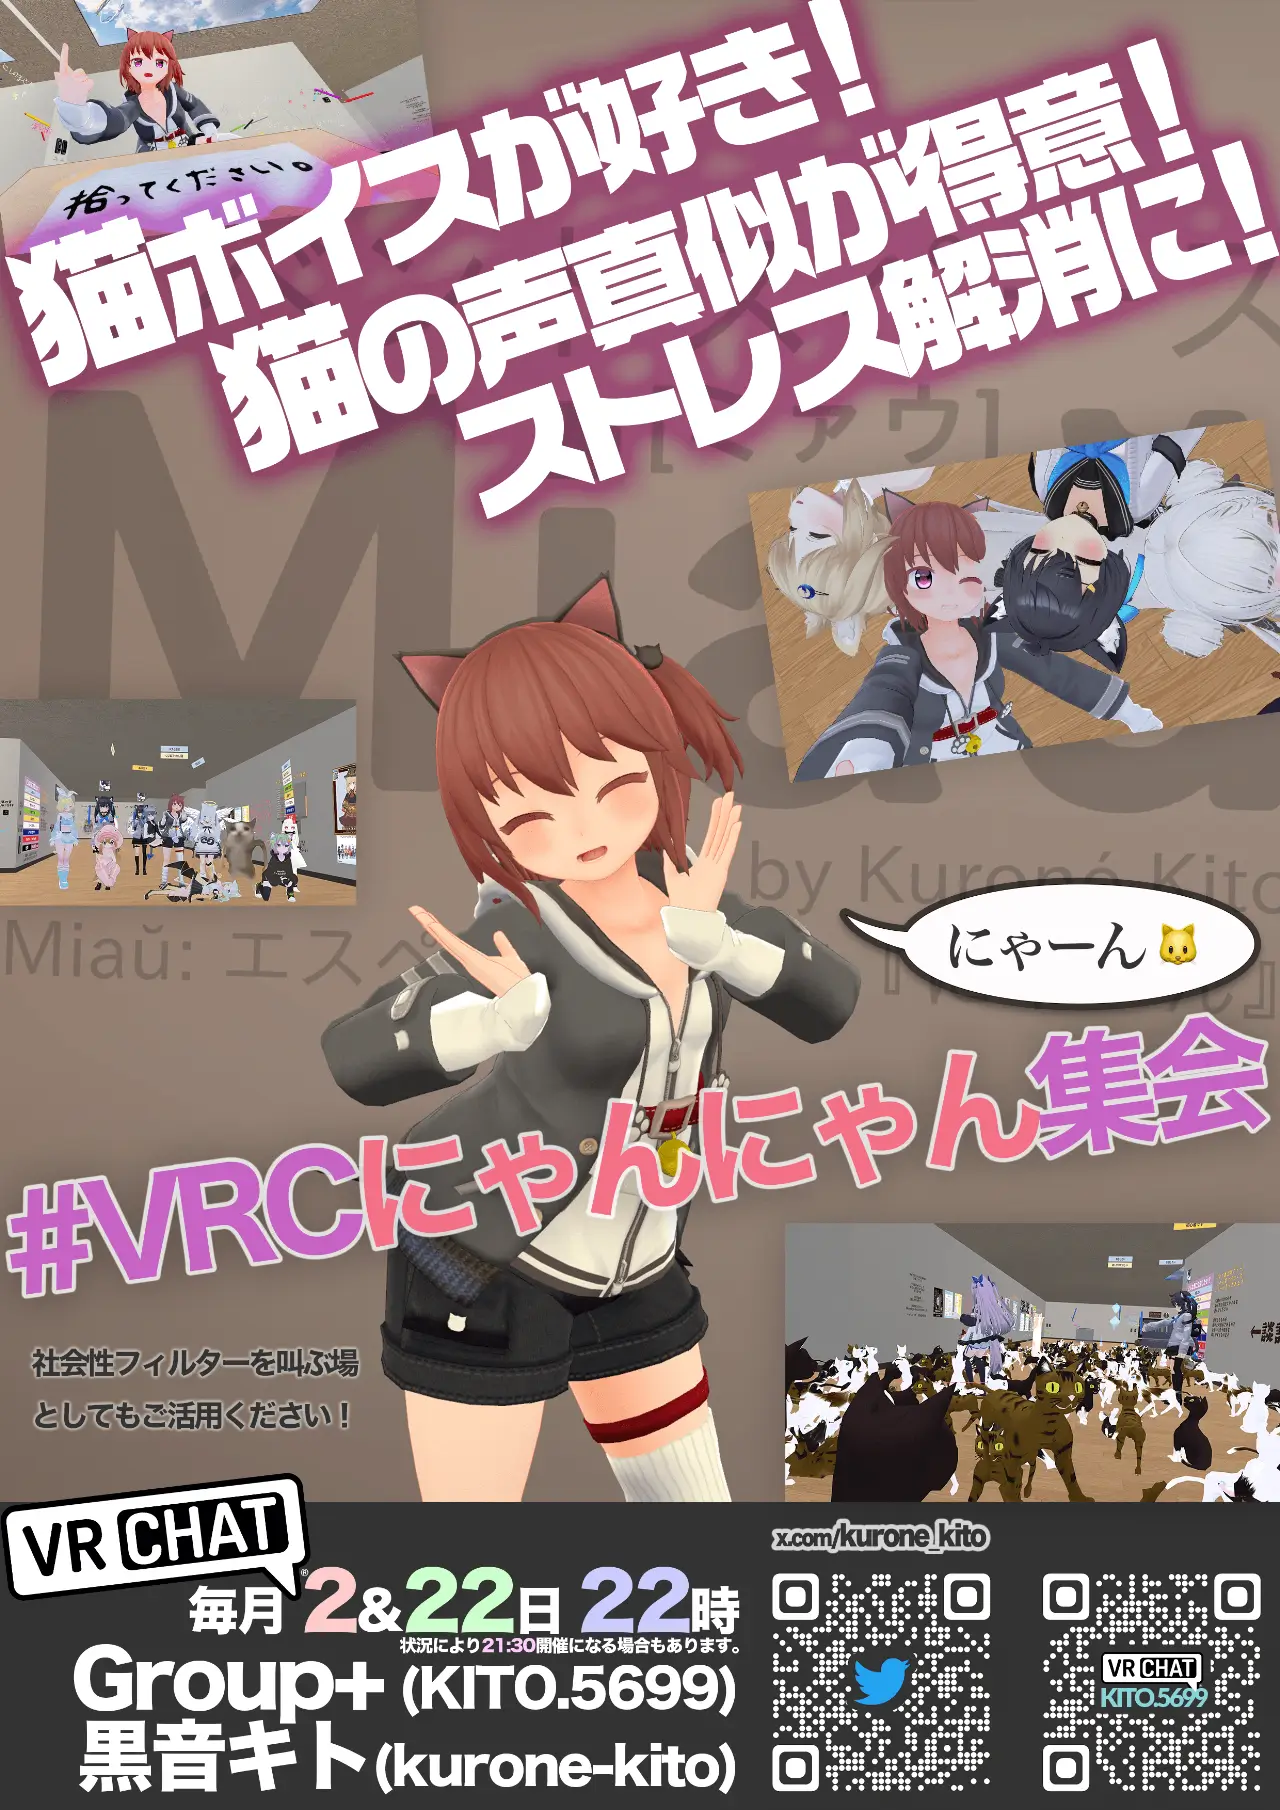 拾ってください。
猫ボイスが好き！
猫の声真似が得意！
ストレス解消に！
[ミァウ]
Miaŭ
by Kuroné Kito
Miaŭ: エスペ
にゃーん🐱
#VRCにゃんにゃん集会
社会性フィルターを叫ぶ場
としてもご活用ください！
VR CHAT®
毎月 2&22日 22時
状況により21:30開催になる場合もあります。
Group+ (KITO.5699)
黒音キト(kurone-kito)
x.com/kurone_kito
VR CHAT
KITO.5699